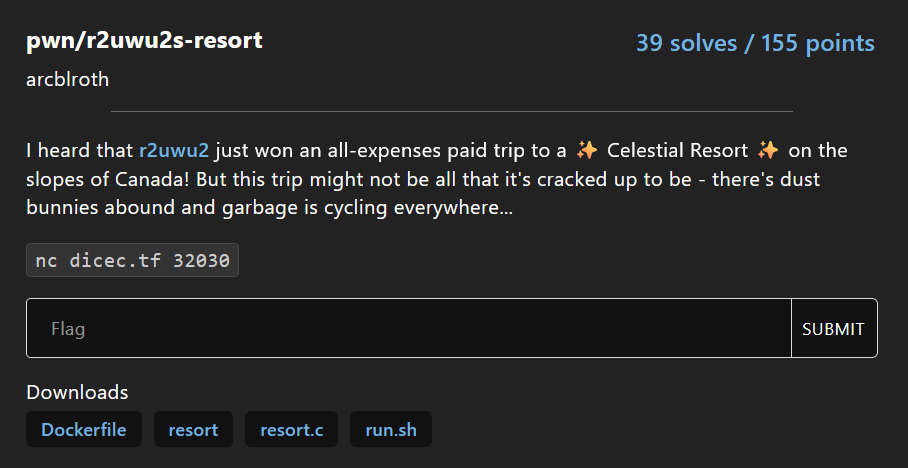 pwn/r2uwu2s-resort
39 solves / 155 points
arcblroth
I heard that r2uwu2 just won an all-expenses paid trip to a ✨ Celestial Resort ✨ on the
slopes of Canada! But this trip might not be all that it's cracked up to be - there's dust
bunnies abound and garbage is cycling everywhere...
nc dicec.tf 32030
Flag
SUBMIT
Downloads
Dockerfile
resort
resort.c
run.sh